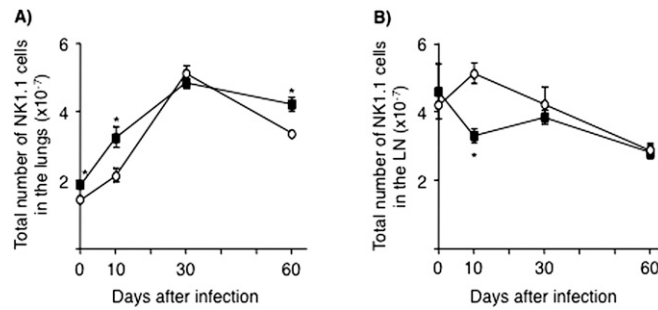 A)
Total number of NK1.1 cells
in the lungs (x10⁻⁷)
6
4
2
*
*
*
0 10 30 60
Days after infection
B)
Total number of NK1.1 cells
in the LN (x10⁻⁷)
6
4
2
*
0 10 30 60
Days after infection